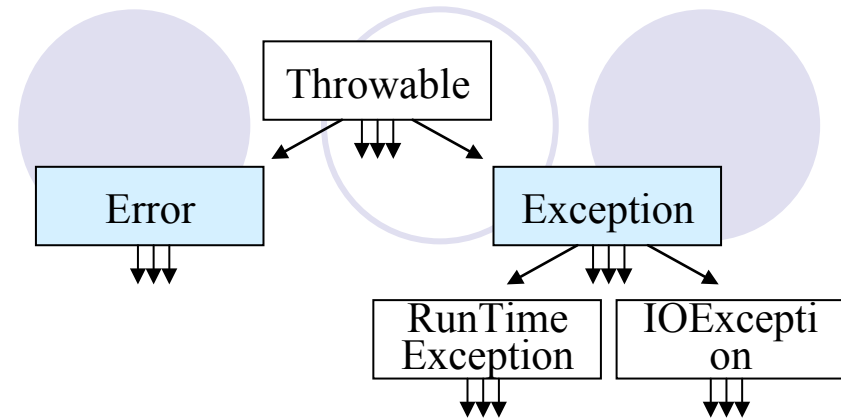 Throwable
Error
Exception
RunTime
Exception
IOExcepti
on